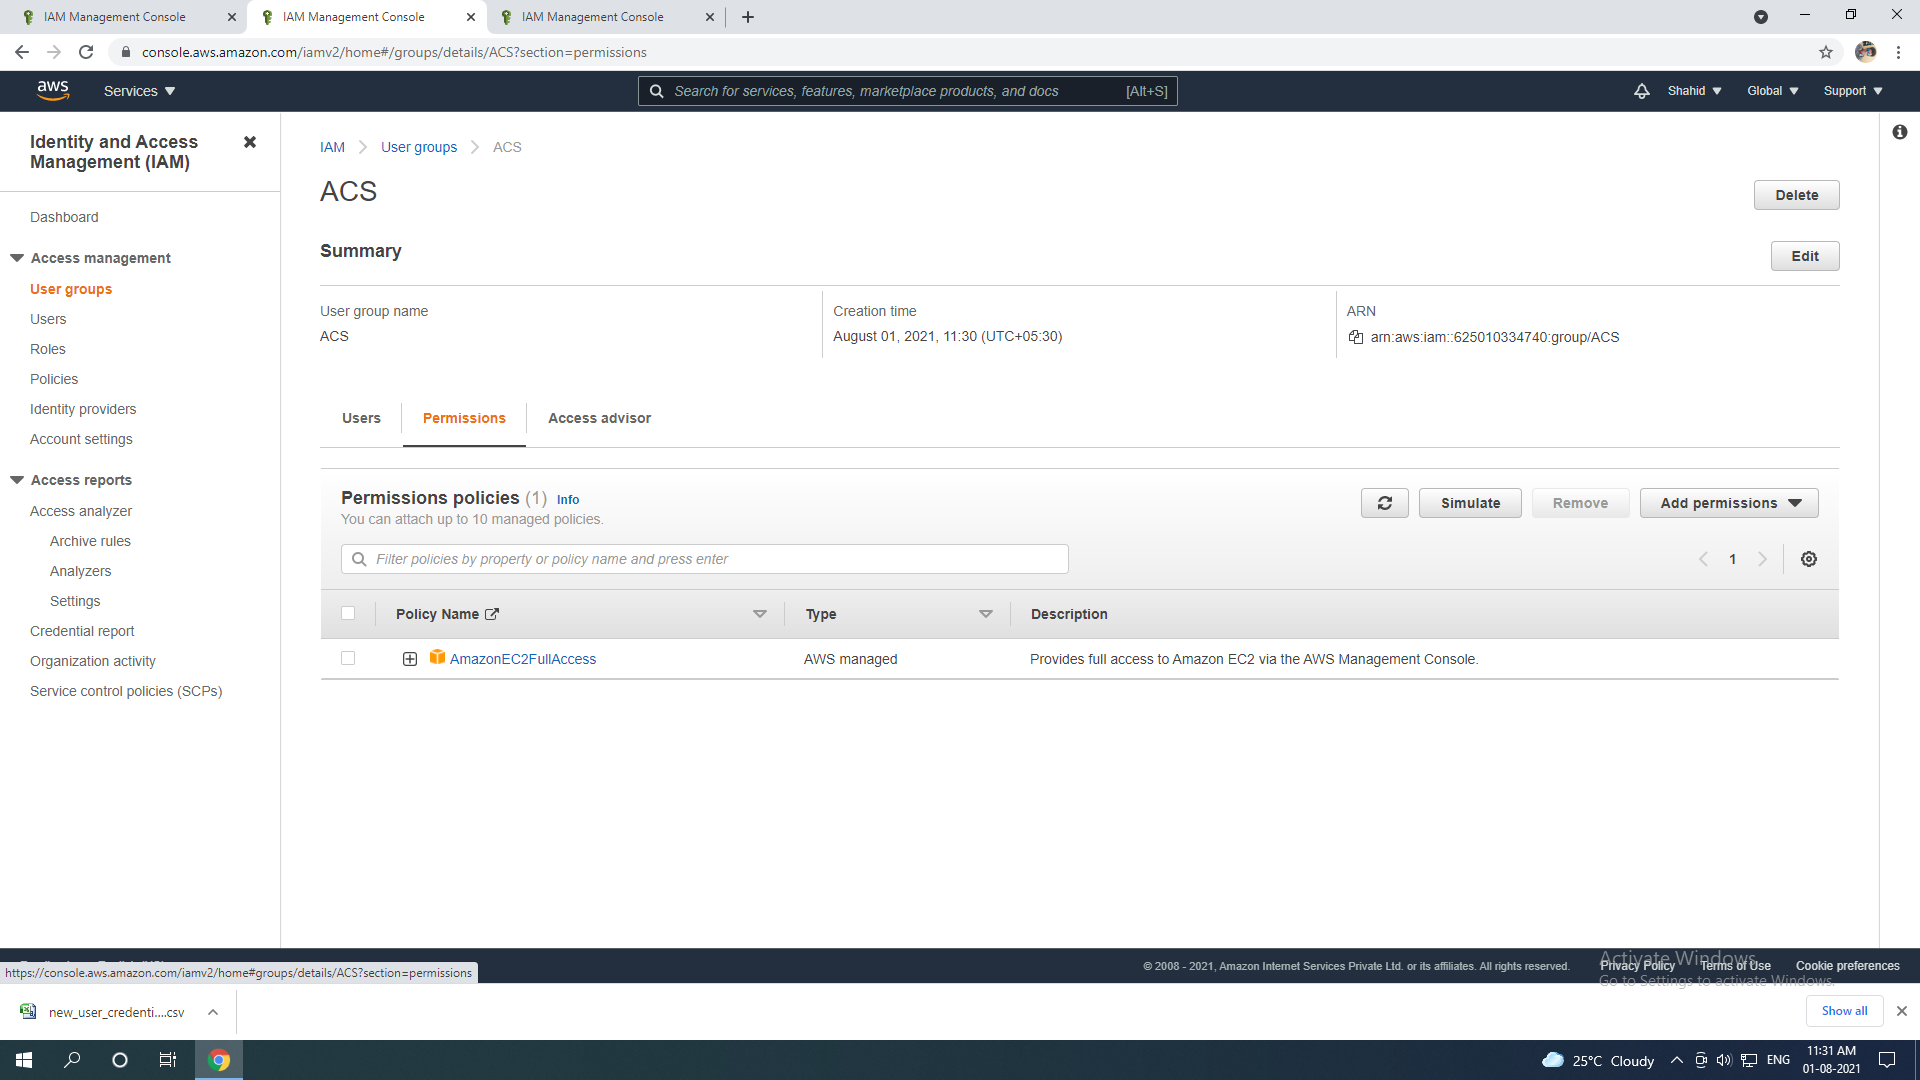 IAM Management Console
IAM Management Console
IAM Management Console
console.aws.amazon.com/iamv2/home#/groups/details/ACS?section=permissions
aws
Services
Search for services, features, marketplace products, and docs [Alt+S]
Shahid
Global
Support
Identity and Access
Management (IAM)
Dashboard
Access management
User groups
Users
Roles
Policies
Identity providers
Account settings
Access reports
Access analyzer
Archive rules
Analyzers
Settings
Credential report
Organization activity
Service control policies (SCPs)
IAM > User groups > ACS
ACS
Delete
Summary
Edit
User group name
ACS
Creation time
August 01, 2021, 11:30 (UTC+05:30)
ARN
arn:aws:iam::625010334740:group/ACS
Users
Permissions
Access advisor
Permissions policies (1) Info
You can attach up to 10 managed policies.
Simulate
Remove
Add permissions
Filter policies by property or policy name and press enter
1
Policy Name
Type
Description
AmazonEC2FullAccess
AWS managed
Provides full access to Amazon EC2 via the AWS Management Console.
https://console.aws.amazon.com/iamv2/home#groups/details/ACS?section=permissions
© 2008 - 2021, Amazon Internet Services Private Ltd. or its affiliates. All rights reserved.
Privacy Policy
Terms of Use
Cookie preferences
Activate Windows
Go to Settings to activate Windows.
new_user_credenti....csv
Show all
25°C Cloudy
ENG
11:31 AM
01-08-2021